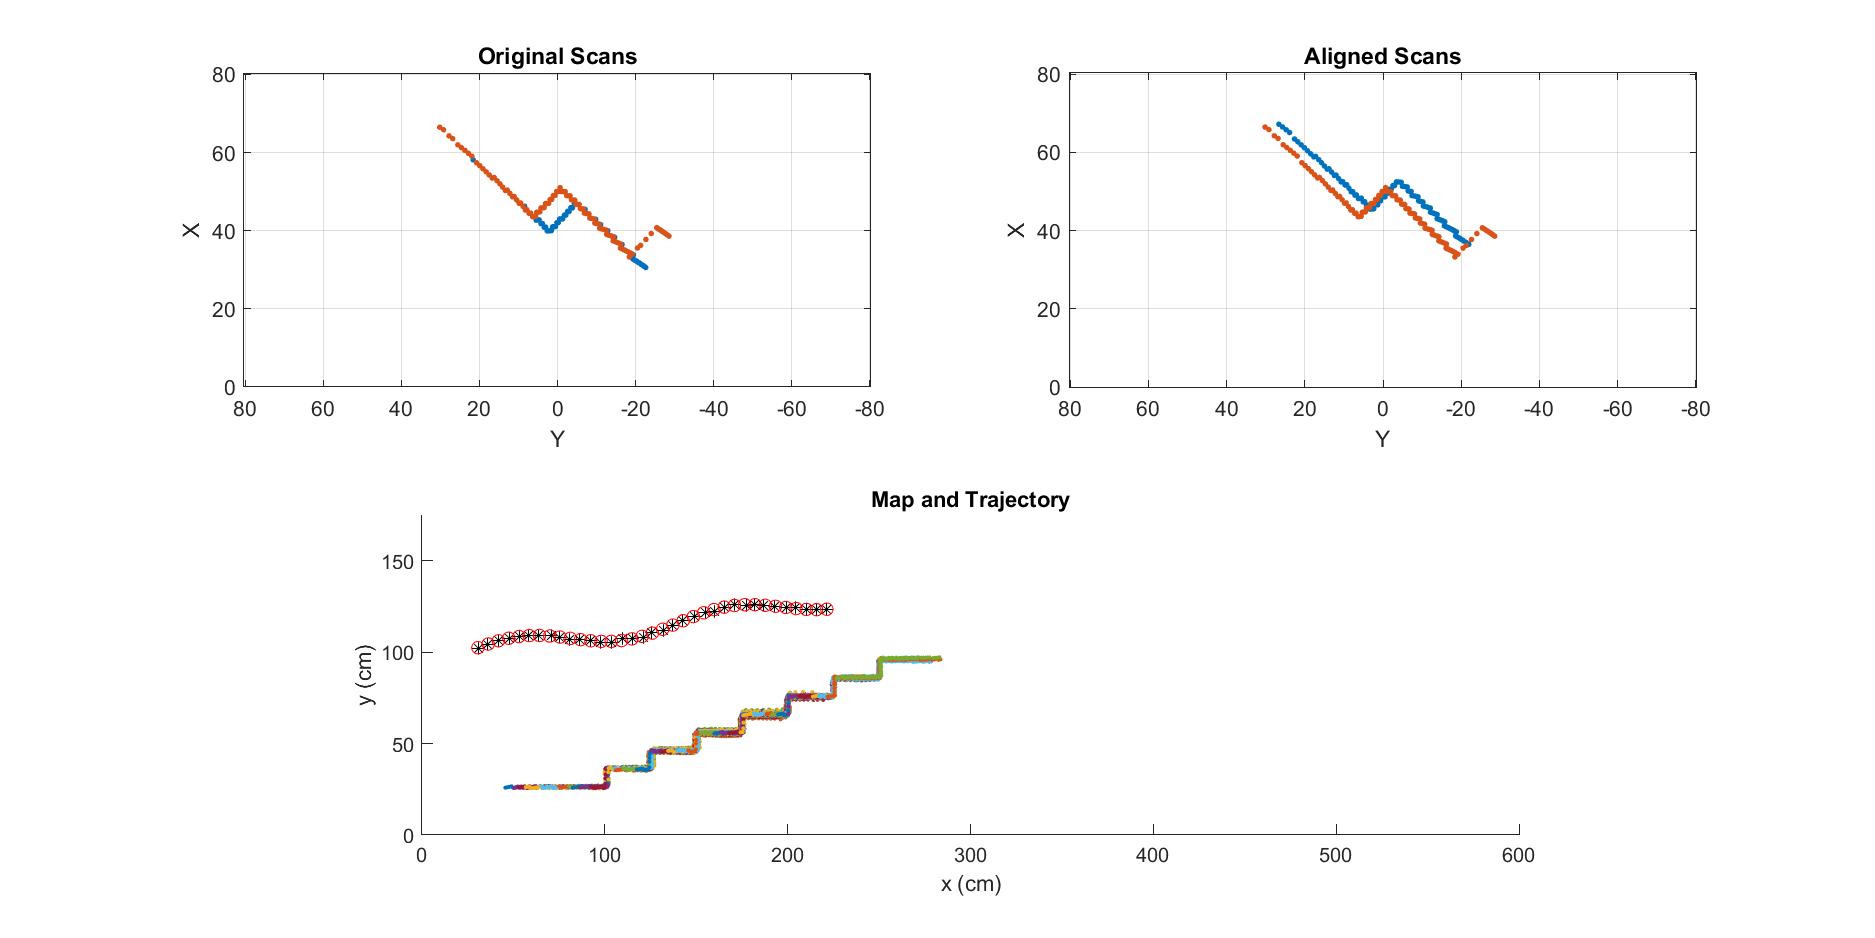 Original Scans
80
60
40
20
0
X
80 60 40 20 0 -20 -40 -60 -80
Y
Aligned Scans
80
60
40
20
0
X
80 60 40 20 0 -20 -40 -60 -80
Y
Map and Trajectory
150
100
50
0
y (cm)
0 100 200 300 400 500 600
x (cm)